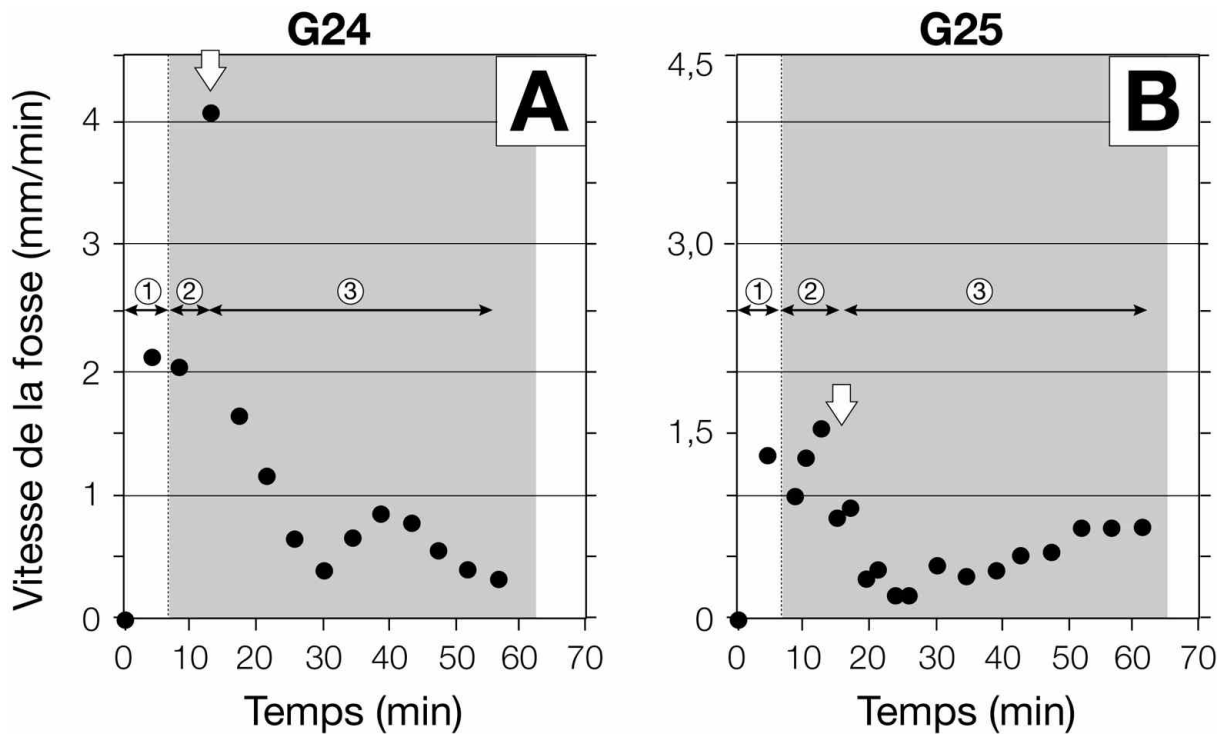 G24
A
Vitesse de la fosse (mm/min)
4
3
2
1
0
① ② ③
0 10 20 30 40 50 60 70
Temps (min)
G25
B
4,5
3,0
1,5
0
① ② ③
0 10 20 30 40 50 60 70
Temps (min)